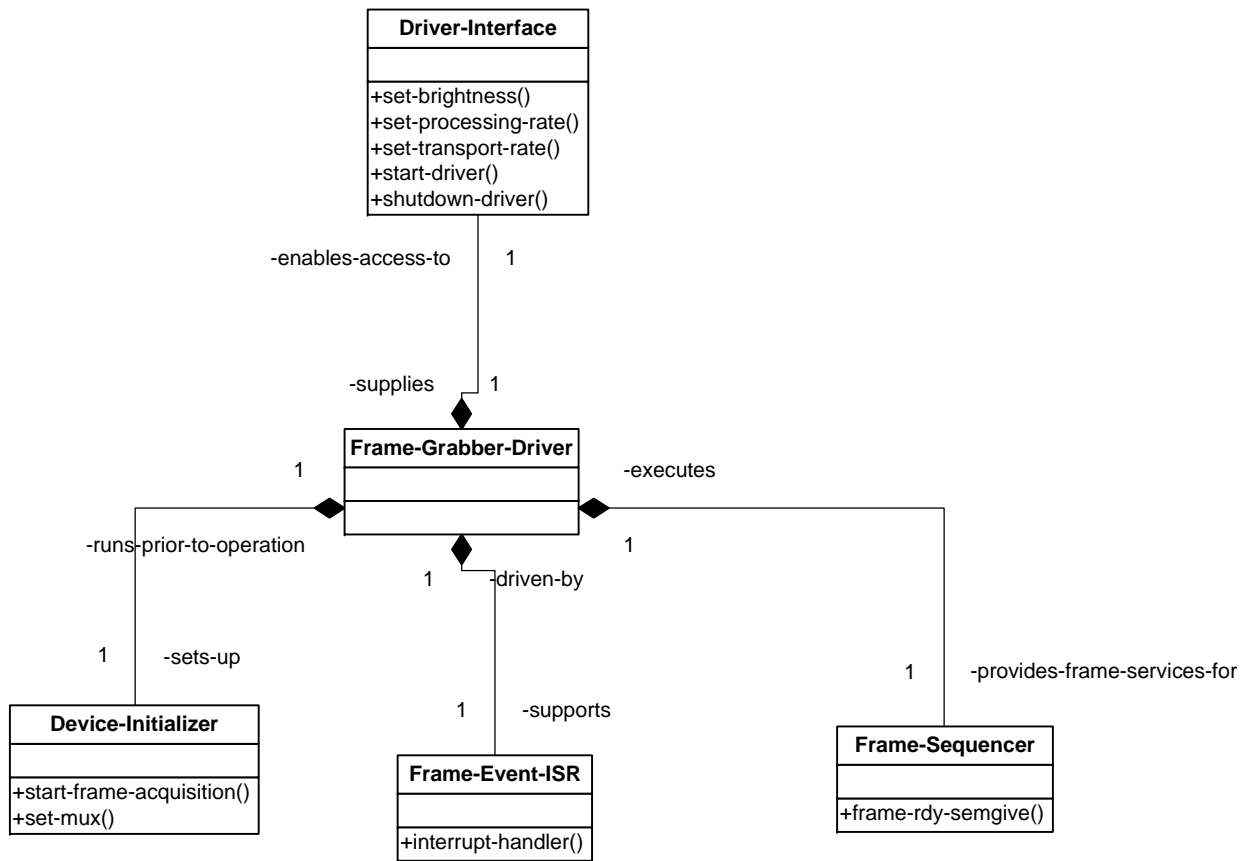 Driver-Interface
+set-brightness()
+set-processing-rate()
+set-transport-rate()
+start-driver()
+shutdown-driver()
-enables-access-to
1
-supplies
1
Frame-Grabber-Driver
1
-executes
-runs-prior-to-operation
1
1
-driven-by
1
-sets-up
1
-provides-frame-services-for
1
-supports
Device-Initializer
+start-frame-acquisition()
+set-mux()
Frame-Event-ISR
+interrupt-handler()
Frame-Sequencer
+frame-rdy-semgive()